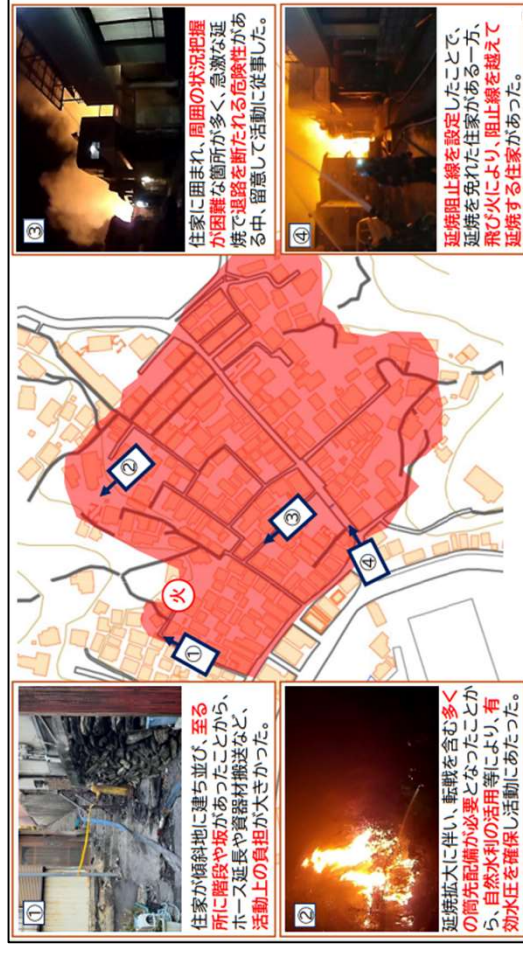 ①
住家が傾斜地に建ち並び、至る
所に階段や坂があったことから、
ホース延長や資器材搬送など、
活動上の負担が大きかった。
②
延焼拡大に伴い、転戦を含む多く
の筒先配備が必要となったことか
ら、自然水利の活用等により、有
効水圧を確保し活動にあたった。
①
火
②
③
④
③
住家に囲まれ、周囲の状況把握
が困難な箇所が多く、急激な延
焼で退路を断たれる危険性があ
る中、留意して活動に従事した。
④
延焼阻止線を設定したことで、
延焼を免れた住家がある一方、
飛び火により、阻止線を越えて
延焼する住家があった。